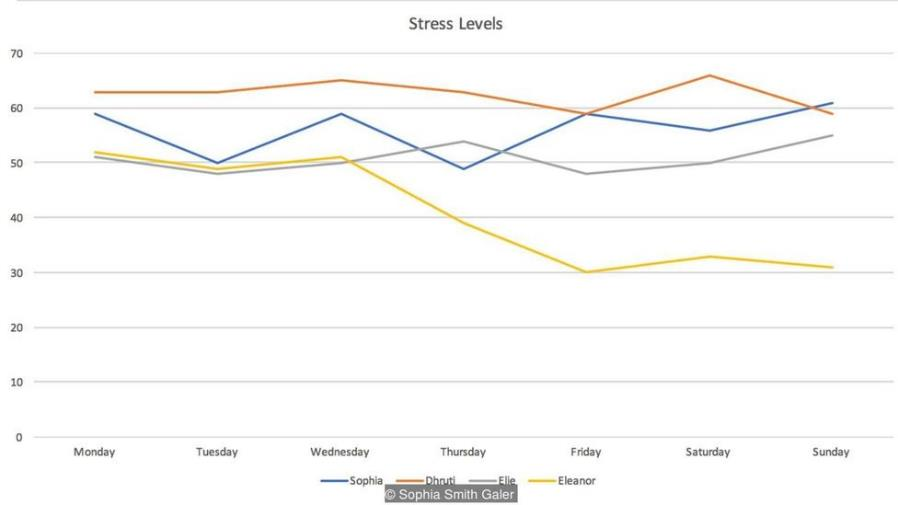 Stress Levels
70
60
50
40
30
20
10
0
Monday Tuesday Wednesday Thursday Friday Saturday Sunday
Sophia Dhruti Elie Eleanor
© Sophia Smith Galer